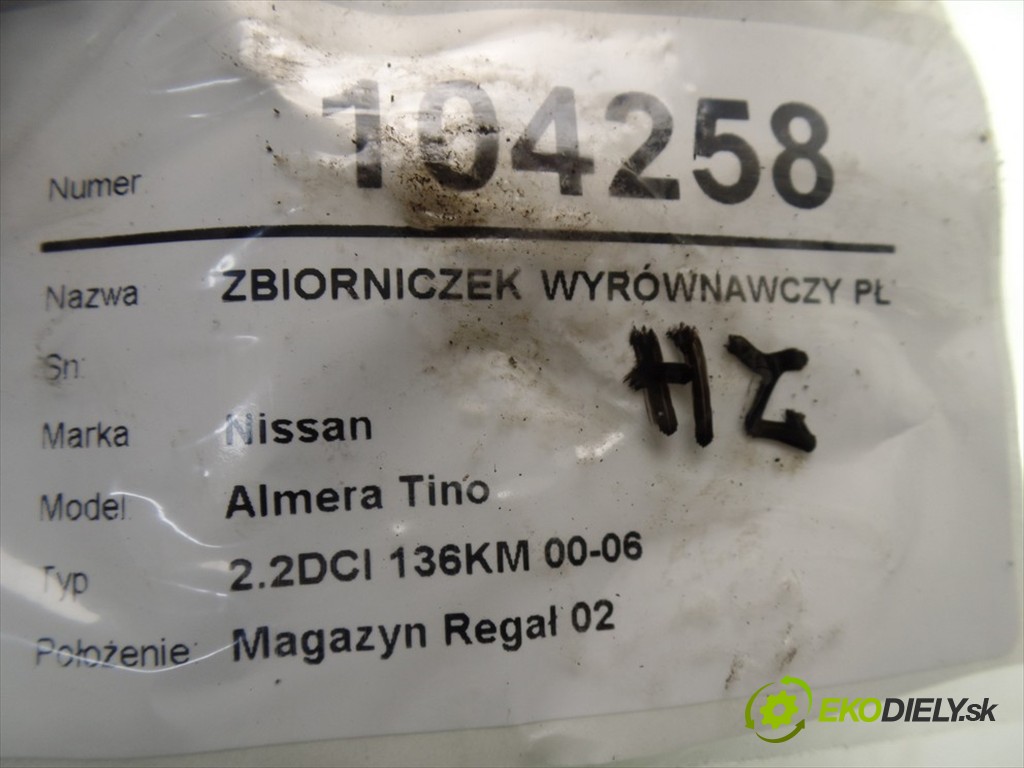 Numer 104258
Nazwa ZBIORNICZEK WYRÓWNAWCZY PŁ
Sn:
HZ
Marka Nissan
Model Almera Tino
Typ 2.2DCI 136KM 00-06
Położenie: Magazyn Regał 02
EKODIELY.sk